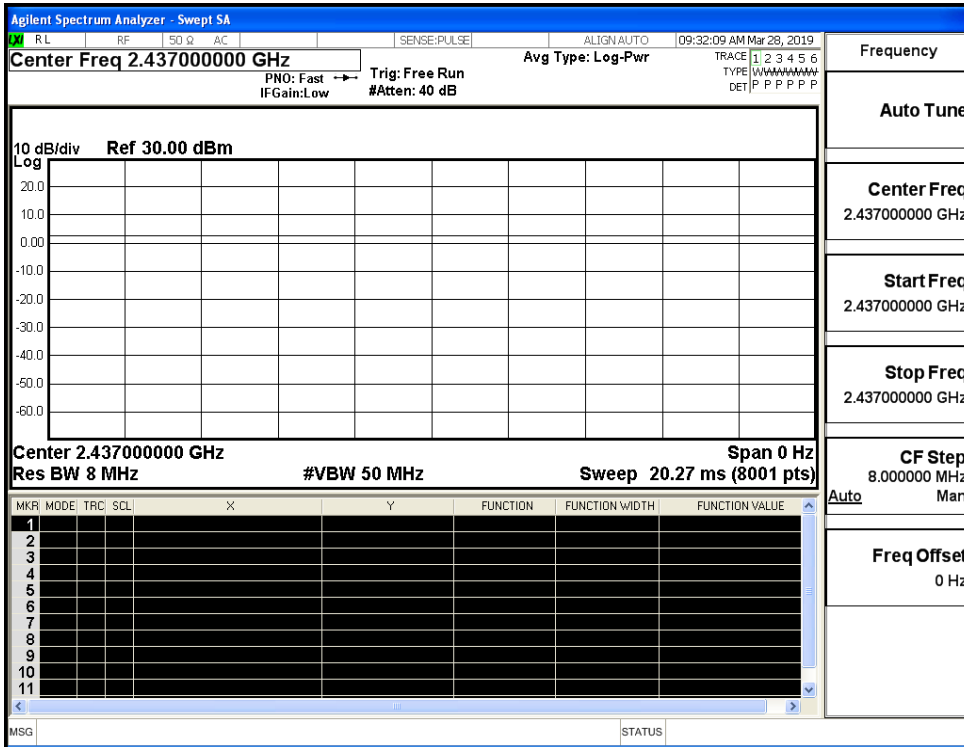 Agilent Spectrum Analyzer - Swept SA
LXI RL RF 50 Ω AC SENSE:PULSE ALIGN AUTO 09:32:09 AM Mar 28, 2019
Center Freq 2.437000000 GHz
PNO: Fast
IFGain:Low
Trig: Free Run
#Atten: 40 dB
Avg Type: Log-Pwr
TRACE 1 2 3 4 5 6
TYPE WWWWWW
DET P P P P P P
10 dB/div Ref 30.00 dBm
Log
20.0
10.0
0.00
-10.0
-20.0
-30.0
-40.0
-50.0
-60.0
Center 2.437000000 GHz Span 0 Hz
Res BW 8 MHz #VBW 50 MHz Sweep 20.27 ms (8001 pts)
MKR MODE TRC SCL X Y FUNCTION FUNCTION WIDTH FUNCTION VALUE
1
2
3
4
5
6
7
8
9
10
11
MSG STATUS
Frequency
Auto Tune
Center Freq
2.437000000 GHz
Start Freq
2.437000000 GHz
Stop Freq
2.437000000 GHz
CF Step
8.000000 MHz
Auto Man
Freq Offset
0 Hz